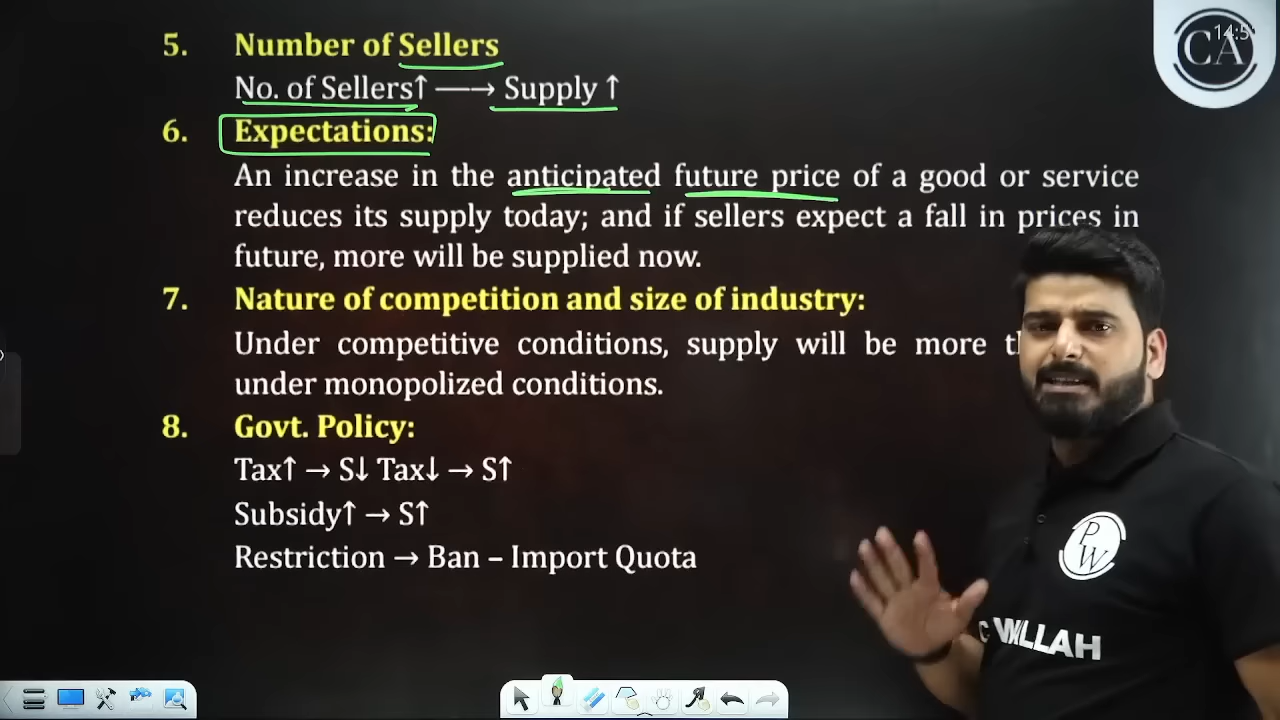 5. Number of Sellers
No. of Sellers↑ ⟶ Supply ↑
6. Expectations:
An increase in the anticipated future price of a good or service
reduces its supply today; and if sellers expect a fall in prices in
future, more will be supplied now.
7. Nature of competition and size of industry:
Under competitive conditions, supply will be more
under monopolized conditions.
8. Govt. Policy:
Tax↑ → S↓ Tax↓ → S↑
Subsidy↑ → S↑
Restriction → Ban – Import Quota
CA
PW
WALLAH